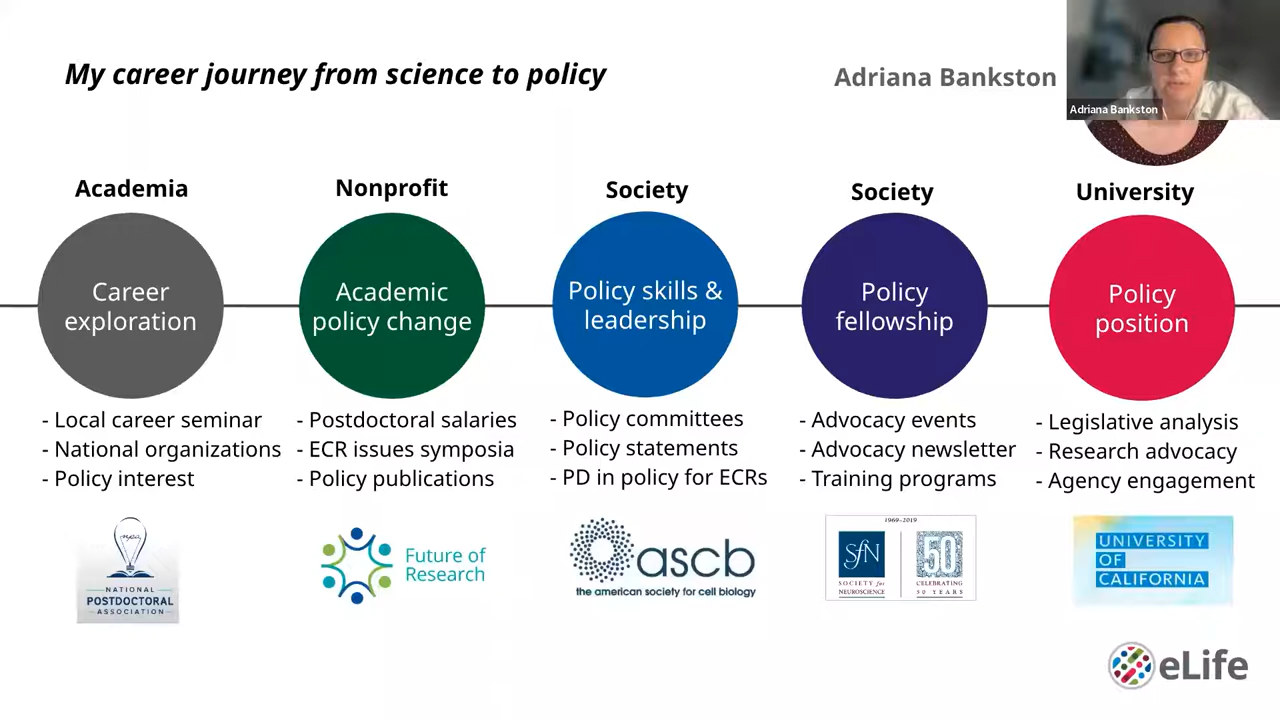 My career journey from science to policy
Adriana Bankston
Adriana Bankston
Academia
Nonprofit
Society
Society
University
Career
exploration
Academic
policy change
Policy skills &
leadership
Policy
fellowship
Policy
position
- Local career seminar
- National organizations
- Policy interest
- Postdoctoral salaries
- ECR issues symposia
- Policy publications
- Policy committees
- Policy statements
- PD in policy for ECRs
- Advocacy events
- Advocacy newsletter
- Training programs
- Legislative analysis
- Research advocacy
- Agency engagement
npa
NATIONAL
POSTDOCTORAL
ASSOCIATION
Future of
Research
ascb
the american society for cell biology
1969-2019
SfN
SOCIETY for
NEUROSCIENCE
50
CELEBRATING
50 YEARS
UNIVERSITY
OF
CALIFORNIA
eLife